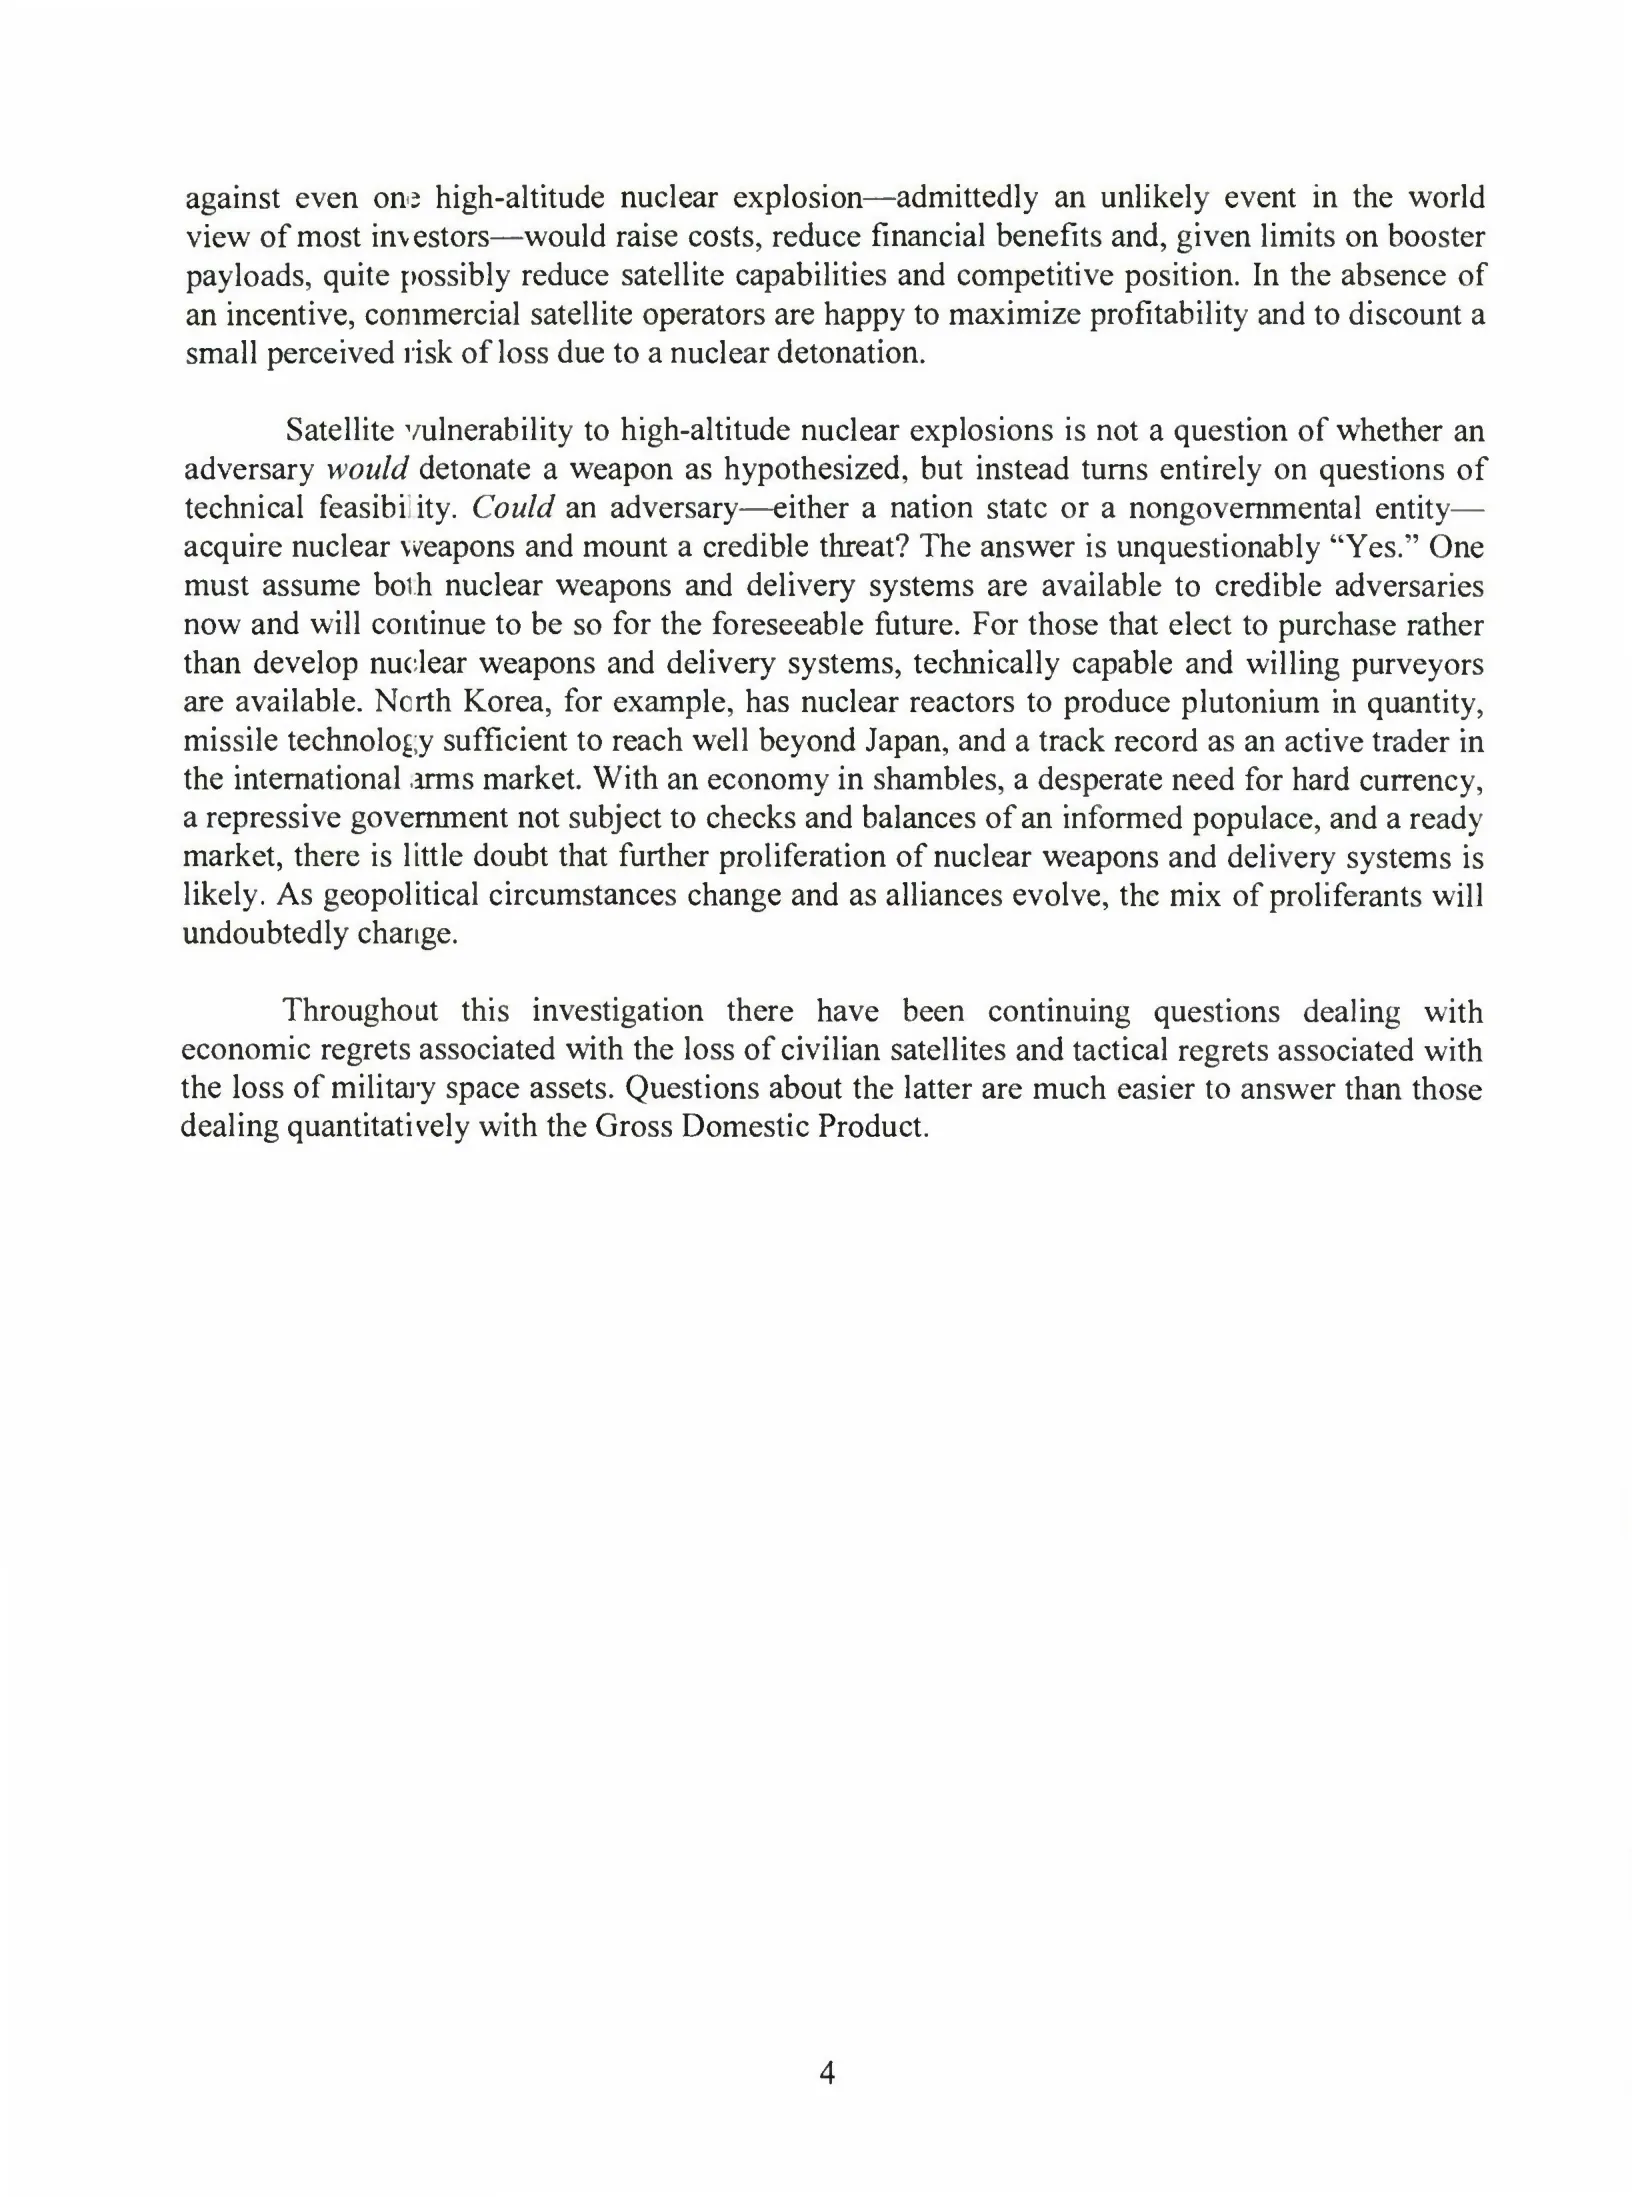 against even one high-altitude nuclear explosion—admittedly an unlikely event in the world
view of most investors—would raise costs, reduce financial benefits and, given limits on booster
payloads, quite possibly reduce satellite capabilities and competitive position. In the absence of
an incentive, commercial satellite operators are happy to maximize profitability and to discount a
small perceived risk of loss due to a nuclear detonation.
Satellite vulnerability to high-altitude nuclear explosions is not a question of whether an
adversary would detonate a weapon as hypothesized, but instead turns entirely on questions of
technical feasibility. Could an adversary—either a nation state or a nongovernmental entity—
acquire nuclear weapons and mount a credible threat? The answer is unquestionably “Yes.” One
must assume both nuclear weapons and delivery systems are available to credible adversaries
now and will continue to be so for the foreseeable future. For those that elect to purchase rather
than develop nuclear weapons and delivery systems, technically capable and willing purveyors
are available. North Korea, for example, has nuclear reactors to produce plutonium in quantity,
missile technology sufficient to reach well beyond Japan, and a track record as an active trader in
the international arms market. With an economy in shambles, a desperate need for hard currency,
a repressive government not subject to checks and balances of an informed populace, and a ready
market, there is little doubt that further proliferation of nuclear weapons and delivery systems is
likely. As geopolitical circumstances change and as alliances evolve, the mix of proliferants will
undoubtedly change.
Throughout this investigation there have been continuing questions dealing with
economic regrets associated with the loss of civilian satellites and tactical regrets associated with
the loss of military space assets. Questions about the latter are much easier to answer than those
dealing quantitatively with the Gross Domestic Product.
4